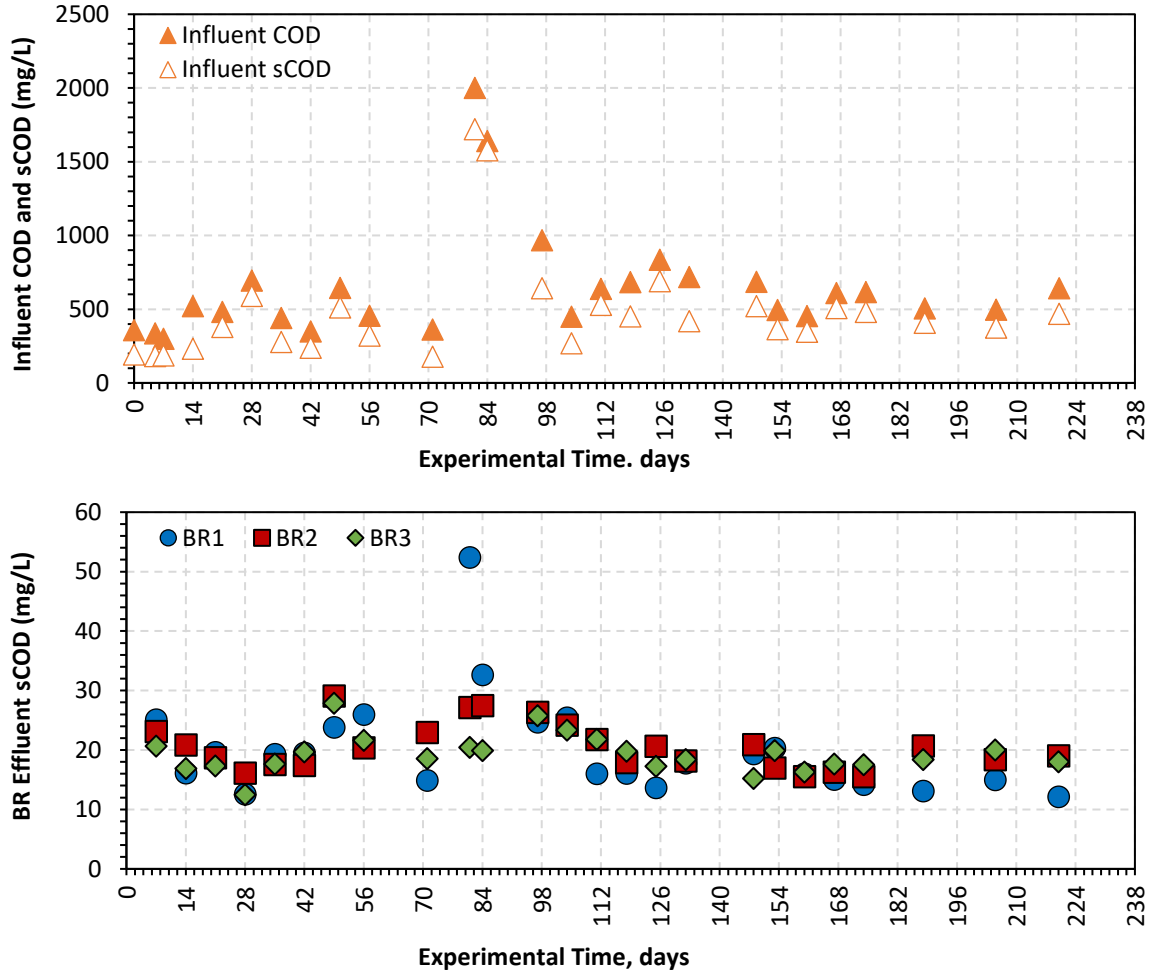 Influent COD and sCOD (mg/L)
2500
2000
1500
1000
500
0
Influent COD
Influent sCOD
0 14 28 42 56 70 84 98 112 126 140 154 168 182 196 210 224 238
Experimental Time. days
BR Effluent sCOD (mg/L)
60
50
40
30
20
10
0
BR1 BR2 BR3
0 14 28 42 56 70 84 98 112 126 140 154 168 182 196 210 224 238
Experimental Time, days